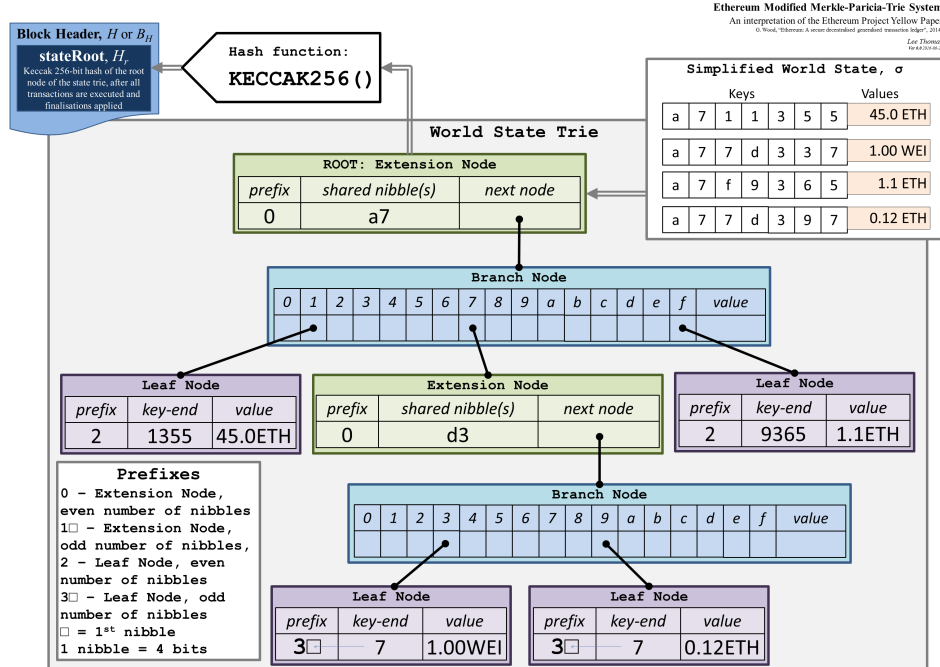 Ethereum Modified Merkle-Paricia-Trie System
An interpretation of the Ethereum Project Yellow Paper
G. Wood, "Ethereum: A secure decentralised generalised transaction ledger", 2014
Lee Thomas
Block Header, H or B_H
stateRoot, H_r
Keccak 256-bit hash of the root
node of the state trie, after all
transactions are executed and
finalisations applied
Hash function:
KECCAK256()
Simplified World State, σ
Keys Values
a 7 1 1 3 5 5 45.0 ETH
a 7 7 d 3 3 7 1.00 WEI
a 7 f 9 3 6 5 1.1 ETH
a 7 7 d 3 9 7 0.12 ETH
World State Trie
ROOT: Extension Node
prefix shared nibble(s) next node
0 a7
Branch Node
0 1 2 3 4 5 6 7 8 9 a b c d e f value
Leaf Node
prefix key-end value
2 1355 45.0ETH
Extension Node
prefix shared nibble(s) next node
0 d3
Leaf Node
prefix key-end value
2 9365 1.1ETH
Branch Node
0 1 2 3 4 5 6 7 8 9 a b c d e f value
Leaf Node
prefix key-end value
3□ 7 1.00WEI
Leaf Node
prefix key-end value
3□ 7 0.12ETH
Prefixes
0 – Extension Node,
even number of nibbles
1□ – Extension Node,
odd number of nibbles,
2 – Leaf Node, even
number of nibbles
3□ – Leaf Node, odd
number of nibbles
□ = 1st nibble
1 nibble = 4 bits